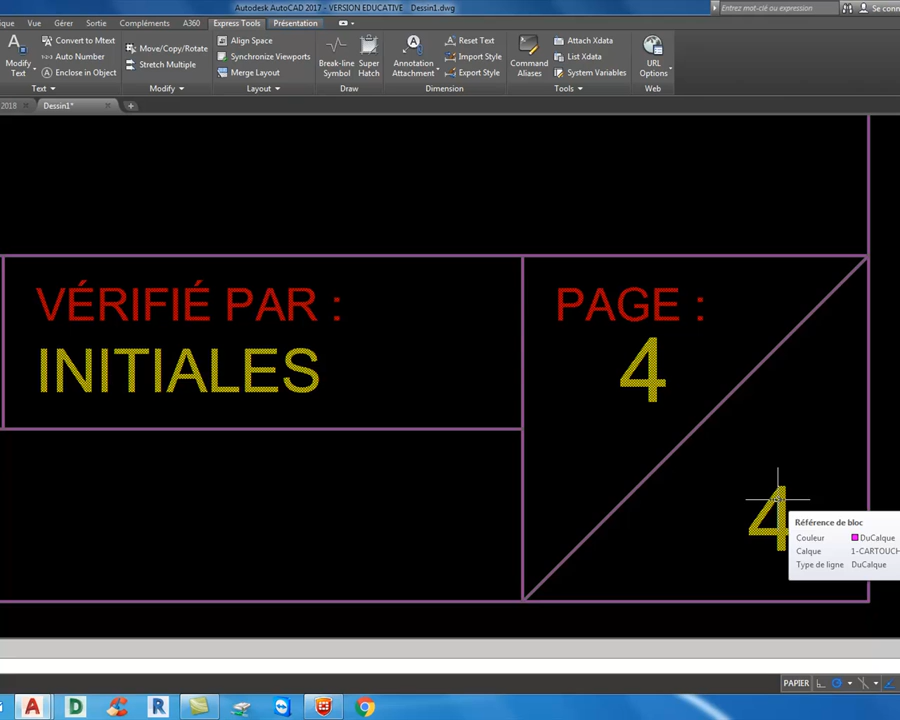 Autodesk AutoCAD 2017 - VERSION EDUCATIVE Dessin1.dwg
Entrez mot-clé ou expression
Se conn
ique Vue Gérer Sortie Compléments A360 Express Tools Présentation
Modify Text
Convert to Mtext
Auto Number
Enclose in Object
Move/Copy/Rotate
Stretch Multiple
Align Space
Synchronize Viewports
Merge Layout
Break-line Symbol
Super Hatch
Annotation Attachment
Reset Text
Import Style
Export Style
Command Aliases
Attach Xdata
List Xdata
System Variables
URL Options
Text Modify Layout Draw Dimension Tools Web
2018 Dessin1*
VÉRIFIÉ PAR :
INITIALES
PAGE :
4
4
Référence de bloc
Couleur DuCalque
Calque 1-CARTOUCH
Type de ligne DuCalque
PAPIER